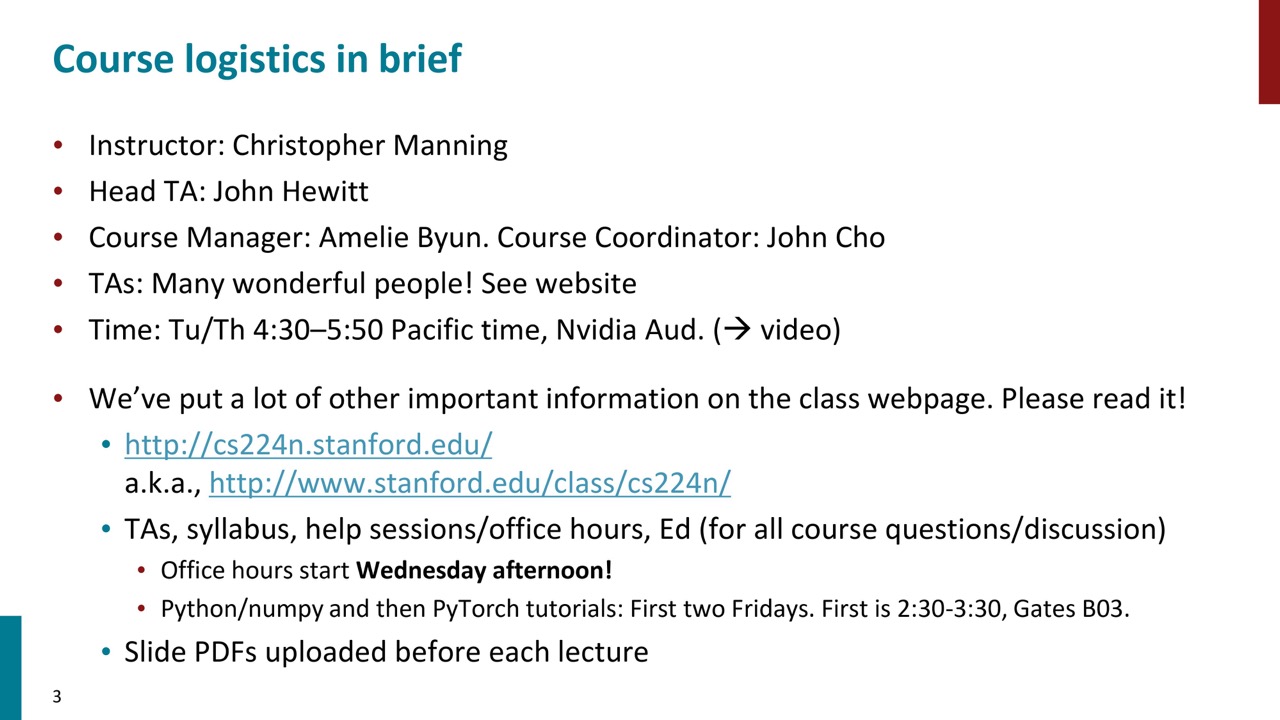 Course logistics in brief
• Instructor: Christopher Manning
• Head TA: John Hewitt
• Course Manager: Amelie Byun. Course Coordinator: John Cho
• TAs: Many wonderful people! See website
• Time: Tu/Th 4:30–5:50 Pacific time, Nvidia Aud. (→ video)
• We’ve put a lot of other important information on the class webpage. Please read it!
• http://cs224n.stanford.edu/
a.k.a., http://www.stanford.edu/class/cs224n/
• TAs, syllabus, help sessions/office hours, Ed (for all course questions/discussion)
• Office hours start Wednesday afternoon!
• Python/numpy and then PyTorch tutorials: First two Fridays. First is 2:30-3:30, Gates B03.
• Slide PDFs uploaded before each lecture
3